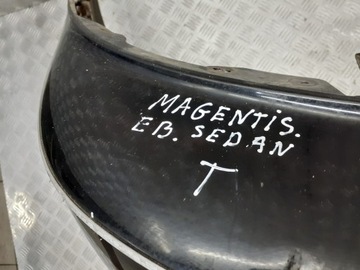 MAGENTIS.
EB. SEDAN
T